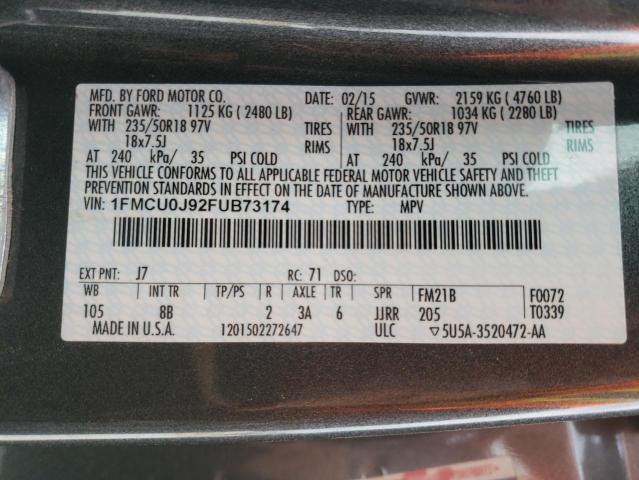 MFD. BY FORD MOTOR CO. DATE: 02/15 GVWR: 2159 KG ( 4760 LB)
FRONT GAWR: 1125 KG ( 2480 LB) REAR GAWR: 1034 KG ( 2280 LB)
WITH 235/50R18 97V TIRES WITH 235/50R18 97V TIRES
18x7.5J RIMS 18x7.5J RIMS
AT 240 kPa/ 35 PSI COLD AT 240 kPa/ 35 PSI COLD
THIS VEHICLE CONFORMS TO ALL APPLICABLE FEDERAL MOTOR VEHICLE SAFETY AND THEFT
PREVENTION STANDARDS IN EFFECT ON THE DATE OF MANUFACTURE SHOWN ABOVE.
VIN: 1FMCU0J92FUB73174 TYPE: MPV
EXT PNT: J7 RC: 71 DSO:
WB INT TR TP/PS R AXLE TR SPR FM21B F0072
105 8B 2 3A 6 JJRR 205 T0339
MADE IN U.S.A. 1201502272647 ULC ▽5U5A-3520472-AA